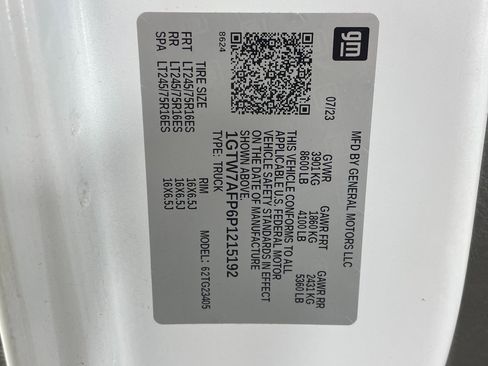 gm
MFD BY GENERAL MOTORS LLC
07/23
GVWR GAWR FRT GAWR RR
3901 KG 1860 KG 2431 KG
8600 LB 4100 LB 5360 LB
THIS VEHICLE CONFORMS TO ALL
APPLICABLE U.S. FEDERAL MOTOR
VEHICLE SAFETY STANDARDS IN EFFECT
ON THE DATE OF MANUFACTURE
SHOWN ABOVE.
1GTW7AFP6P1215192
TYPE: TRUCK MODEL: 62TG23405
8624
TIRE SIZE RIM
FRT LT245/75R16ES 16X6.5J
RR LT245/75R16ES 16X6.5J
SPA LT245/75R16ES 16X6.5J